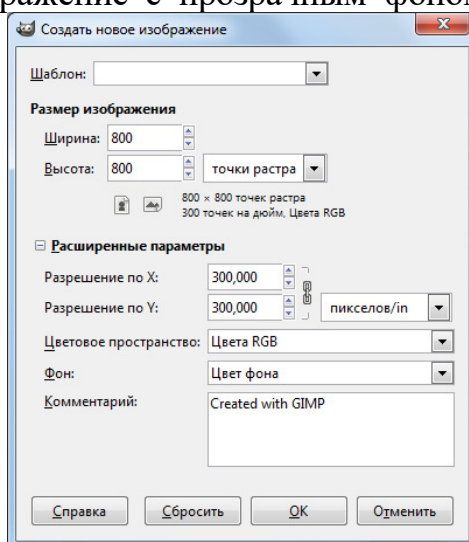 с прозрачным фоном
Создать новое изображение
Шаблон:
Размер изображения
Ширина: 800
Высота: 800 точки растра
800 × 800 точек растра
300 точек на дюйм, Цвета RGB
Расширенные параметры
Разрешение по X: 300,000
Разрешение по Y: 300,000 пикселов/in
Цветовое пространство: Цвета RGB
Фон: Цвет фона
Комментарий: Created with GIMP
Справка Сбросить OK Отменить